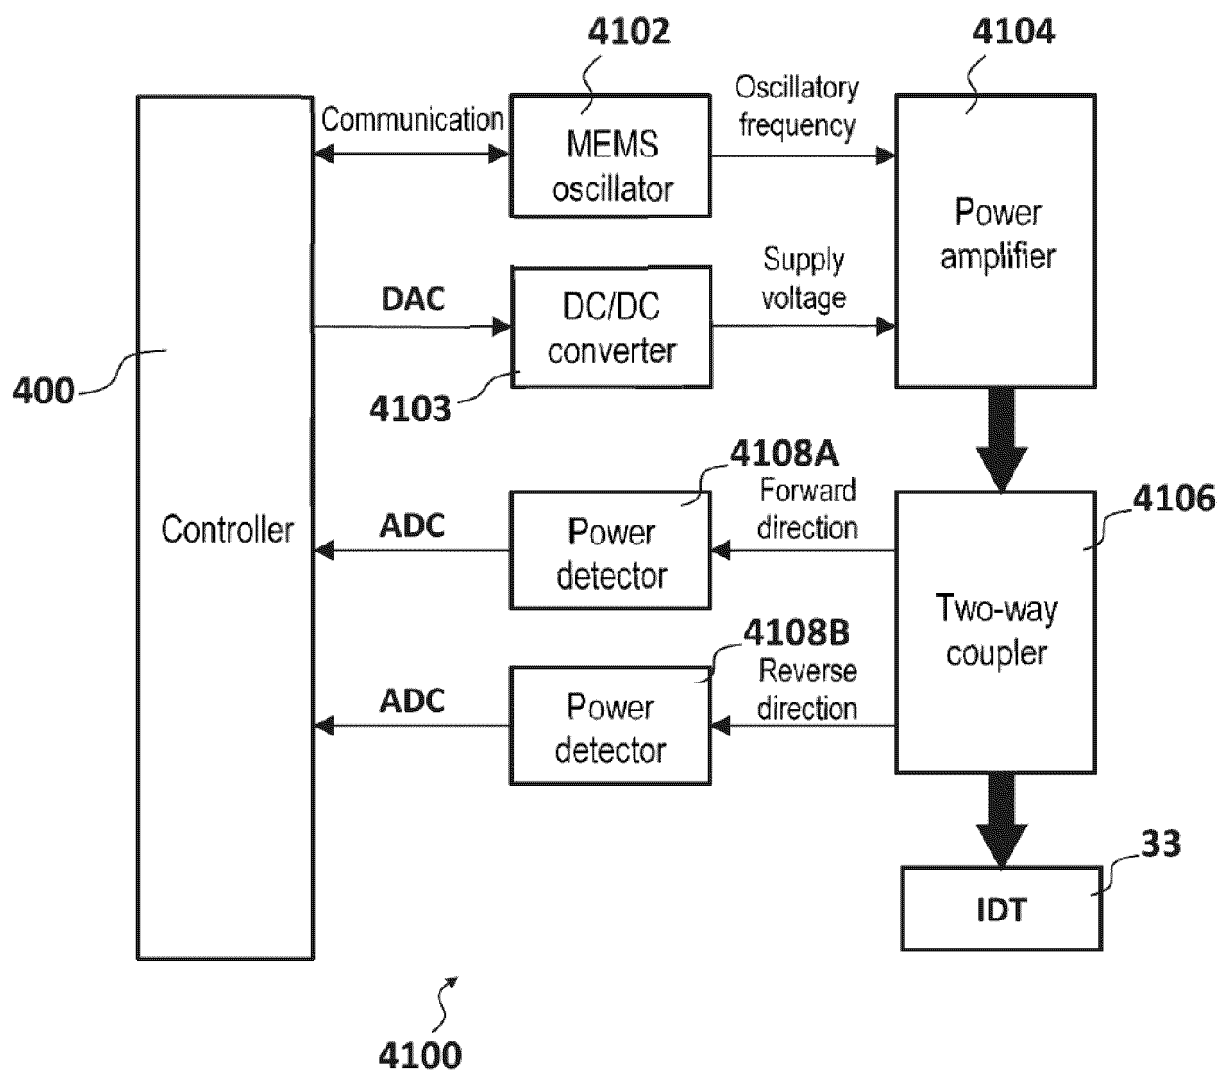 4102
4104
Communication
MEMS
oscillator
Oscillatory
frequency
Power
amplifier
DAC
DC/DC
converter
Supply
voltage
400
4103
4108A
Forward
direction
4106
Controller
ADC
Power
detector
Two-way
coupler
4108B
Reverse
direction
ADC
Power
detector
33
IDT
4100